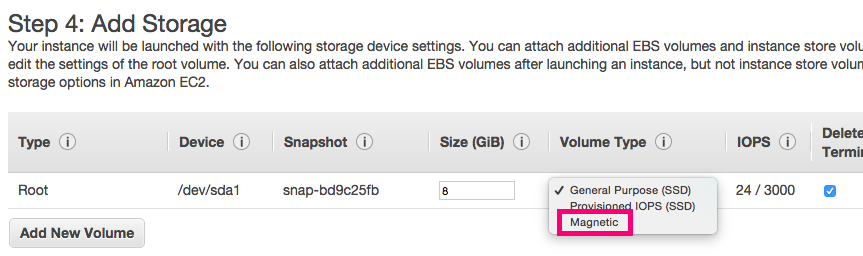 Step 4: Add Storage
Your instance will be launched with the following storage device settings. You can attach additional EBS volumes and instance store
edit the settings of the root volume. You can also attach additional EBS volumes after launching an instance, but not instance store
storage options in Amazon EC2.
Type i Device i Snapshot i Size (GiB) i Volume Type i IOPS i Delete
Root /dev/sda1 snap-bd9c25fb 8 ✓ General Purpose (SSD) 24 / 3000
Provisioned IOPS (SSD)
Magnetic
Add New Volume